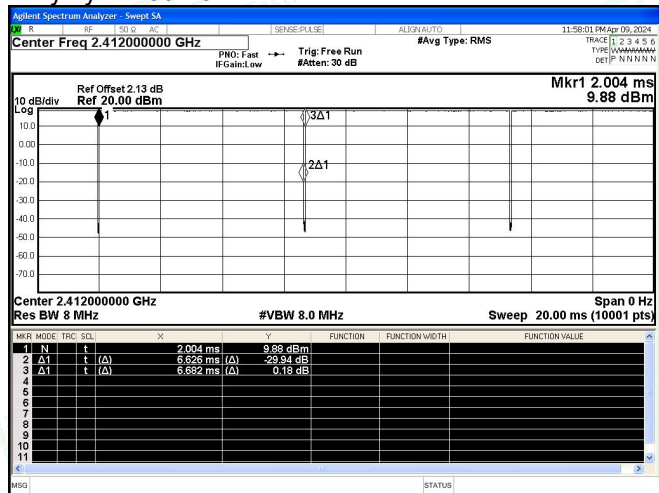 Agilent Spectrum Analyzer - Swept SA
R RF 50 Ω AC SENSE:PULSE ALIGN AUTO 11:58:01 PM Apr 09, 2024
Center Freq 2.412000000 GHz #Avg Type: RMS TRACE 1 2 3 4 5 6
PNO: Fast Trig: Free Run TYPE
IFGain:Low #Atten: 30 dB DET P N N N N N
Mkr1 2.004 ms
Ref Offset 2.13 dB
10 dB/div Ref 20.00 dBm 9.88 dBm
Log
1 3Δ1
10.0
0.00
-10.0
2Δ1
-20.0
-30.0
-40.0
-50.0
-60.0
-70.0
Center 2.412000000 GHz Span 0 Hz
Res BW 8 MHz #VBW 8.0 MHz Sweep 20.00 ms (10001 pts)
MKR MODE TRC SCL X Y FUNCTION FUNCTION WIDTH FUNCTION VALUE
1 N t 2.004 ms 9.88 dBm
2 Δ1 t (Δ) 6.626 ms (Δ) -29.94 dB
3 Δ1 t (Δ) 6.682 ms (Δ) 0.18 dB
4
5
6
7
8
9
10
11
MSG STATUS